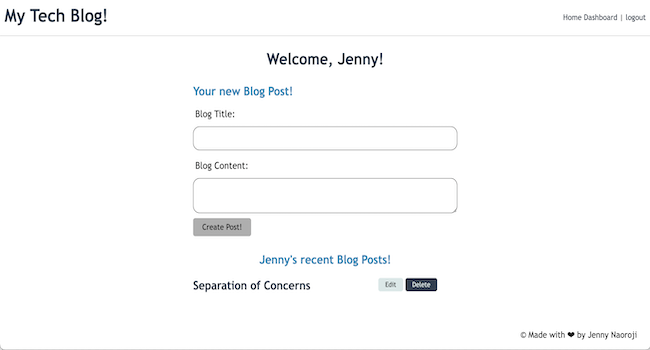 My Tech Blog!
Home Dashboard | logout
Welcome, Jenny!
Your new Blog Post!
Blog Title:
Blog Content:
Create Post!
Jenny's recent Blog Posts!
Separation of Concerns Edit Delete
© Made with ❤ by Jenny Naoroji